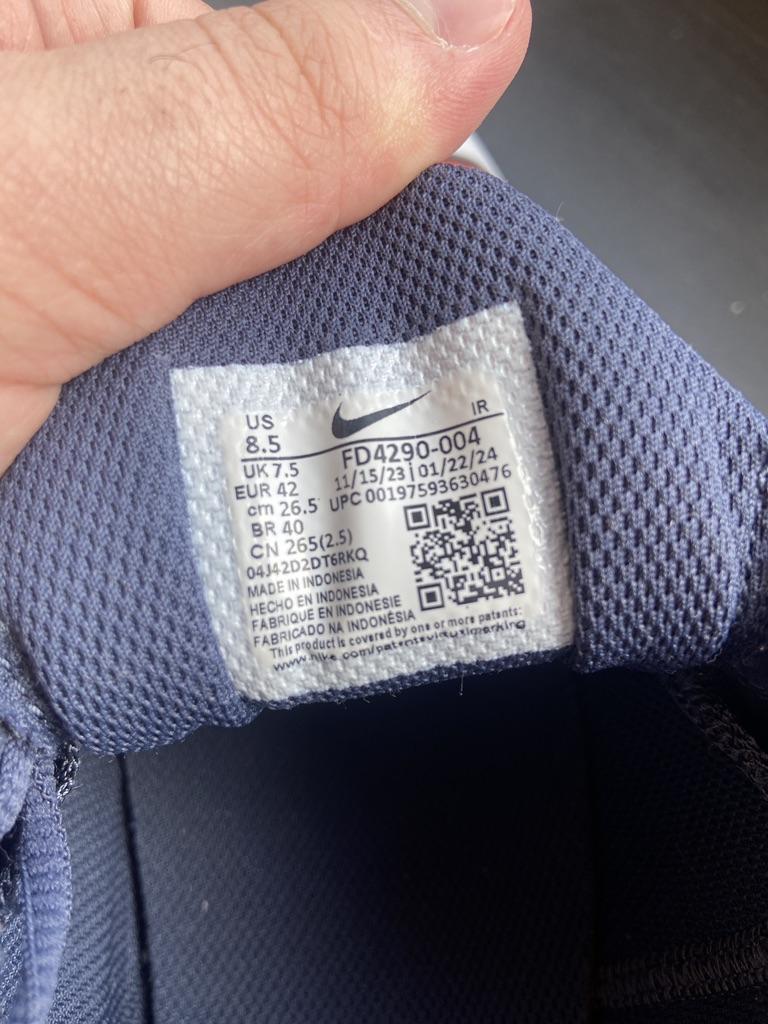 US IR
8.5 FD4290-004
UK 7.5 11/15/23 | 01/22/24
EUR 42 UPC 00197593630476
cm 26.5
BR 40
CN 265(2.5)
04J42D2DT6RKQ
MADE IN INDONESIA
HECHO EN INDONESIA
FABRIQUE EN INDONESIE
FABRICADO NA INDONÉSIA
This product is covered by one or more patents: